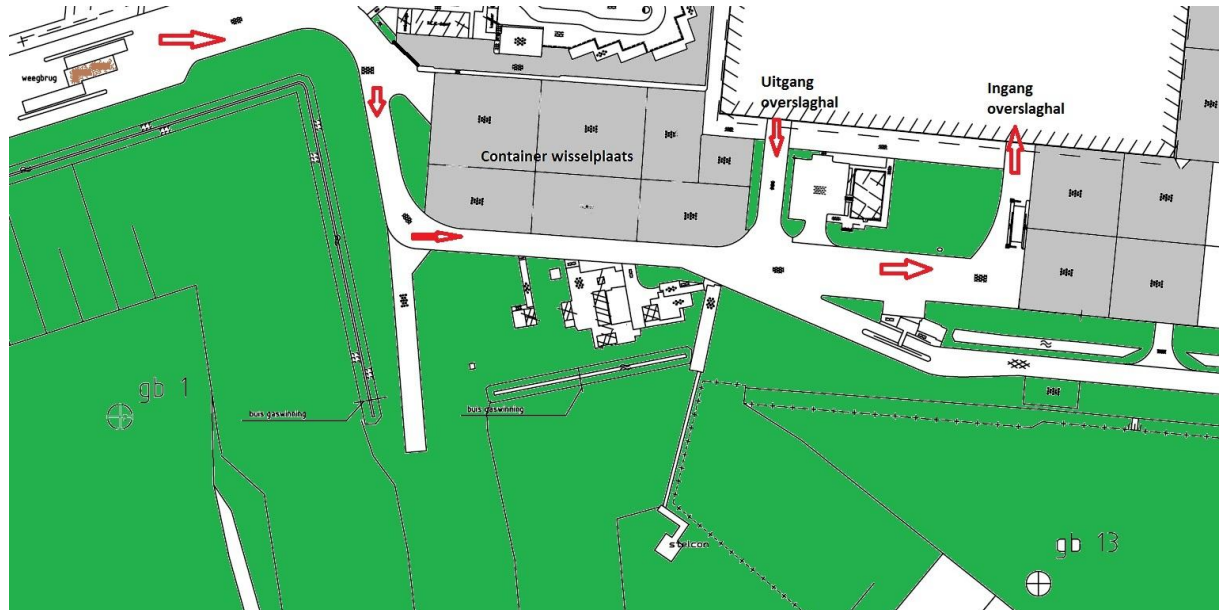 weegbrug
Uitgang
overslaghal
Ingang
overslaghal
Container wisselplaats
gb 1
buis gaswinning
buis gaswinning
stelcon
gb 13